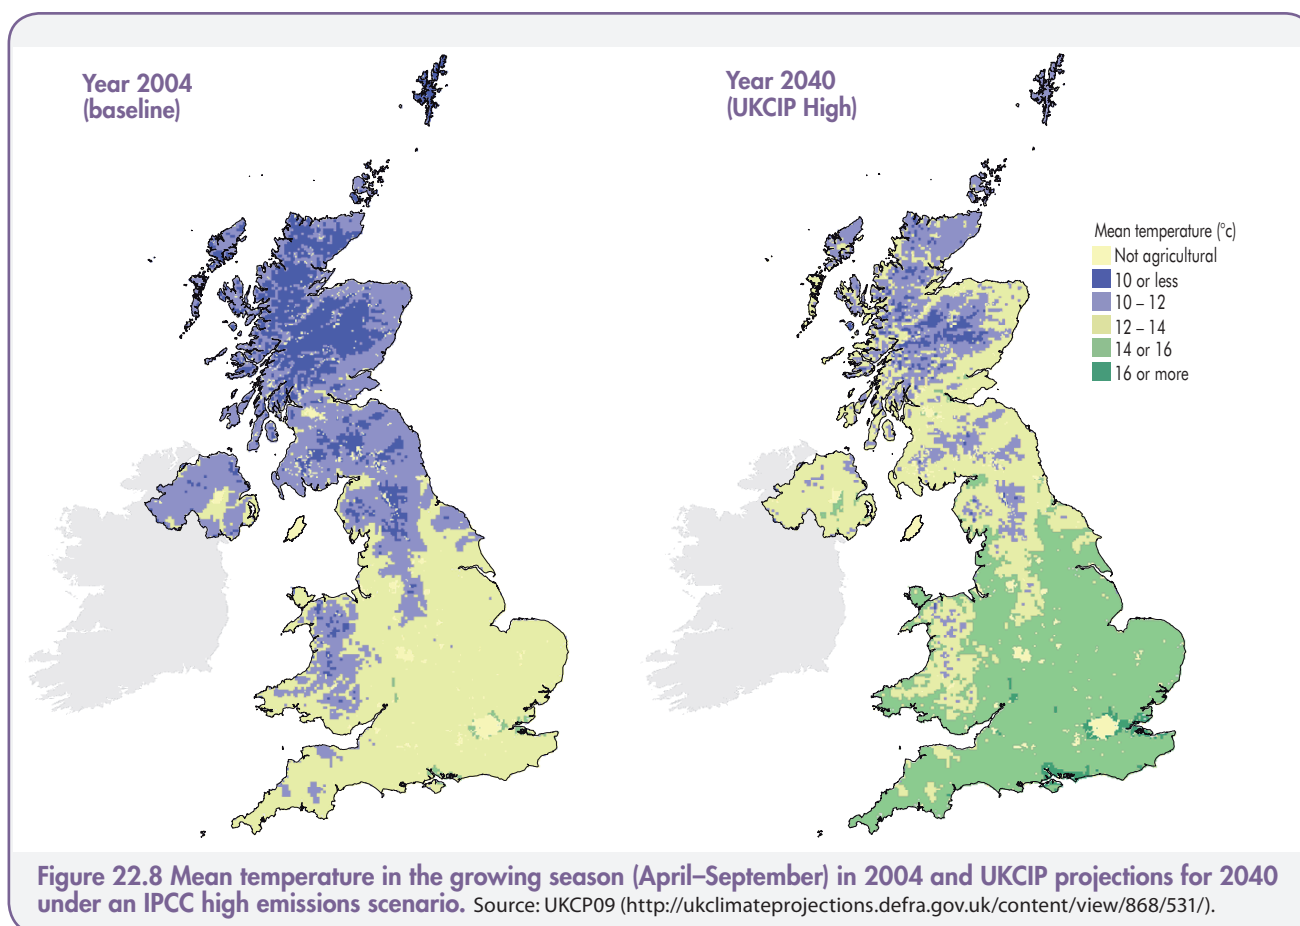 Year 2004
(baseline)
Year 2040
(UKCIP High)
Mean temperature (°c)
Not agricultural
10 or less
10 – 12
12 – 14
14 or 16
16 or more
Figure 22.8 Mean temperature in the growing season (April–September) in 2004 and UKCIP projections for 2040
under an IPCC high emissions scenario. Source: UKCP09 (http://ukclimateprojections.defra.gov.uk/content/view/868/531/).